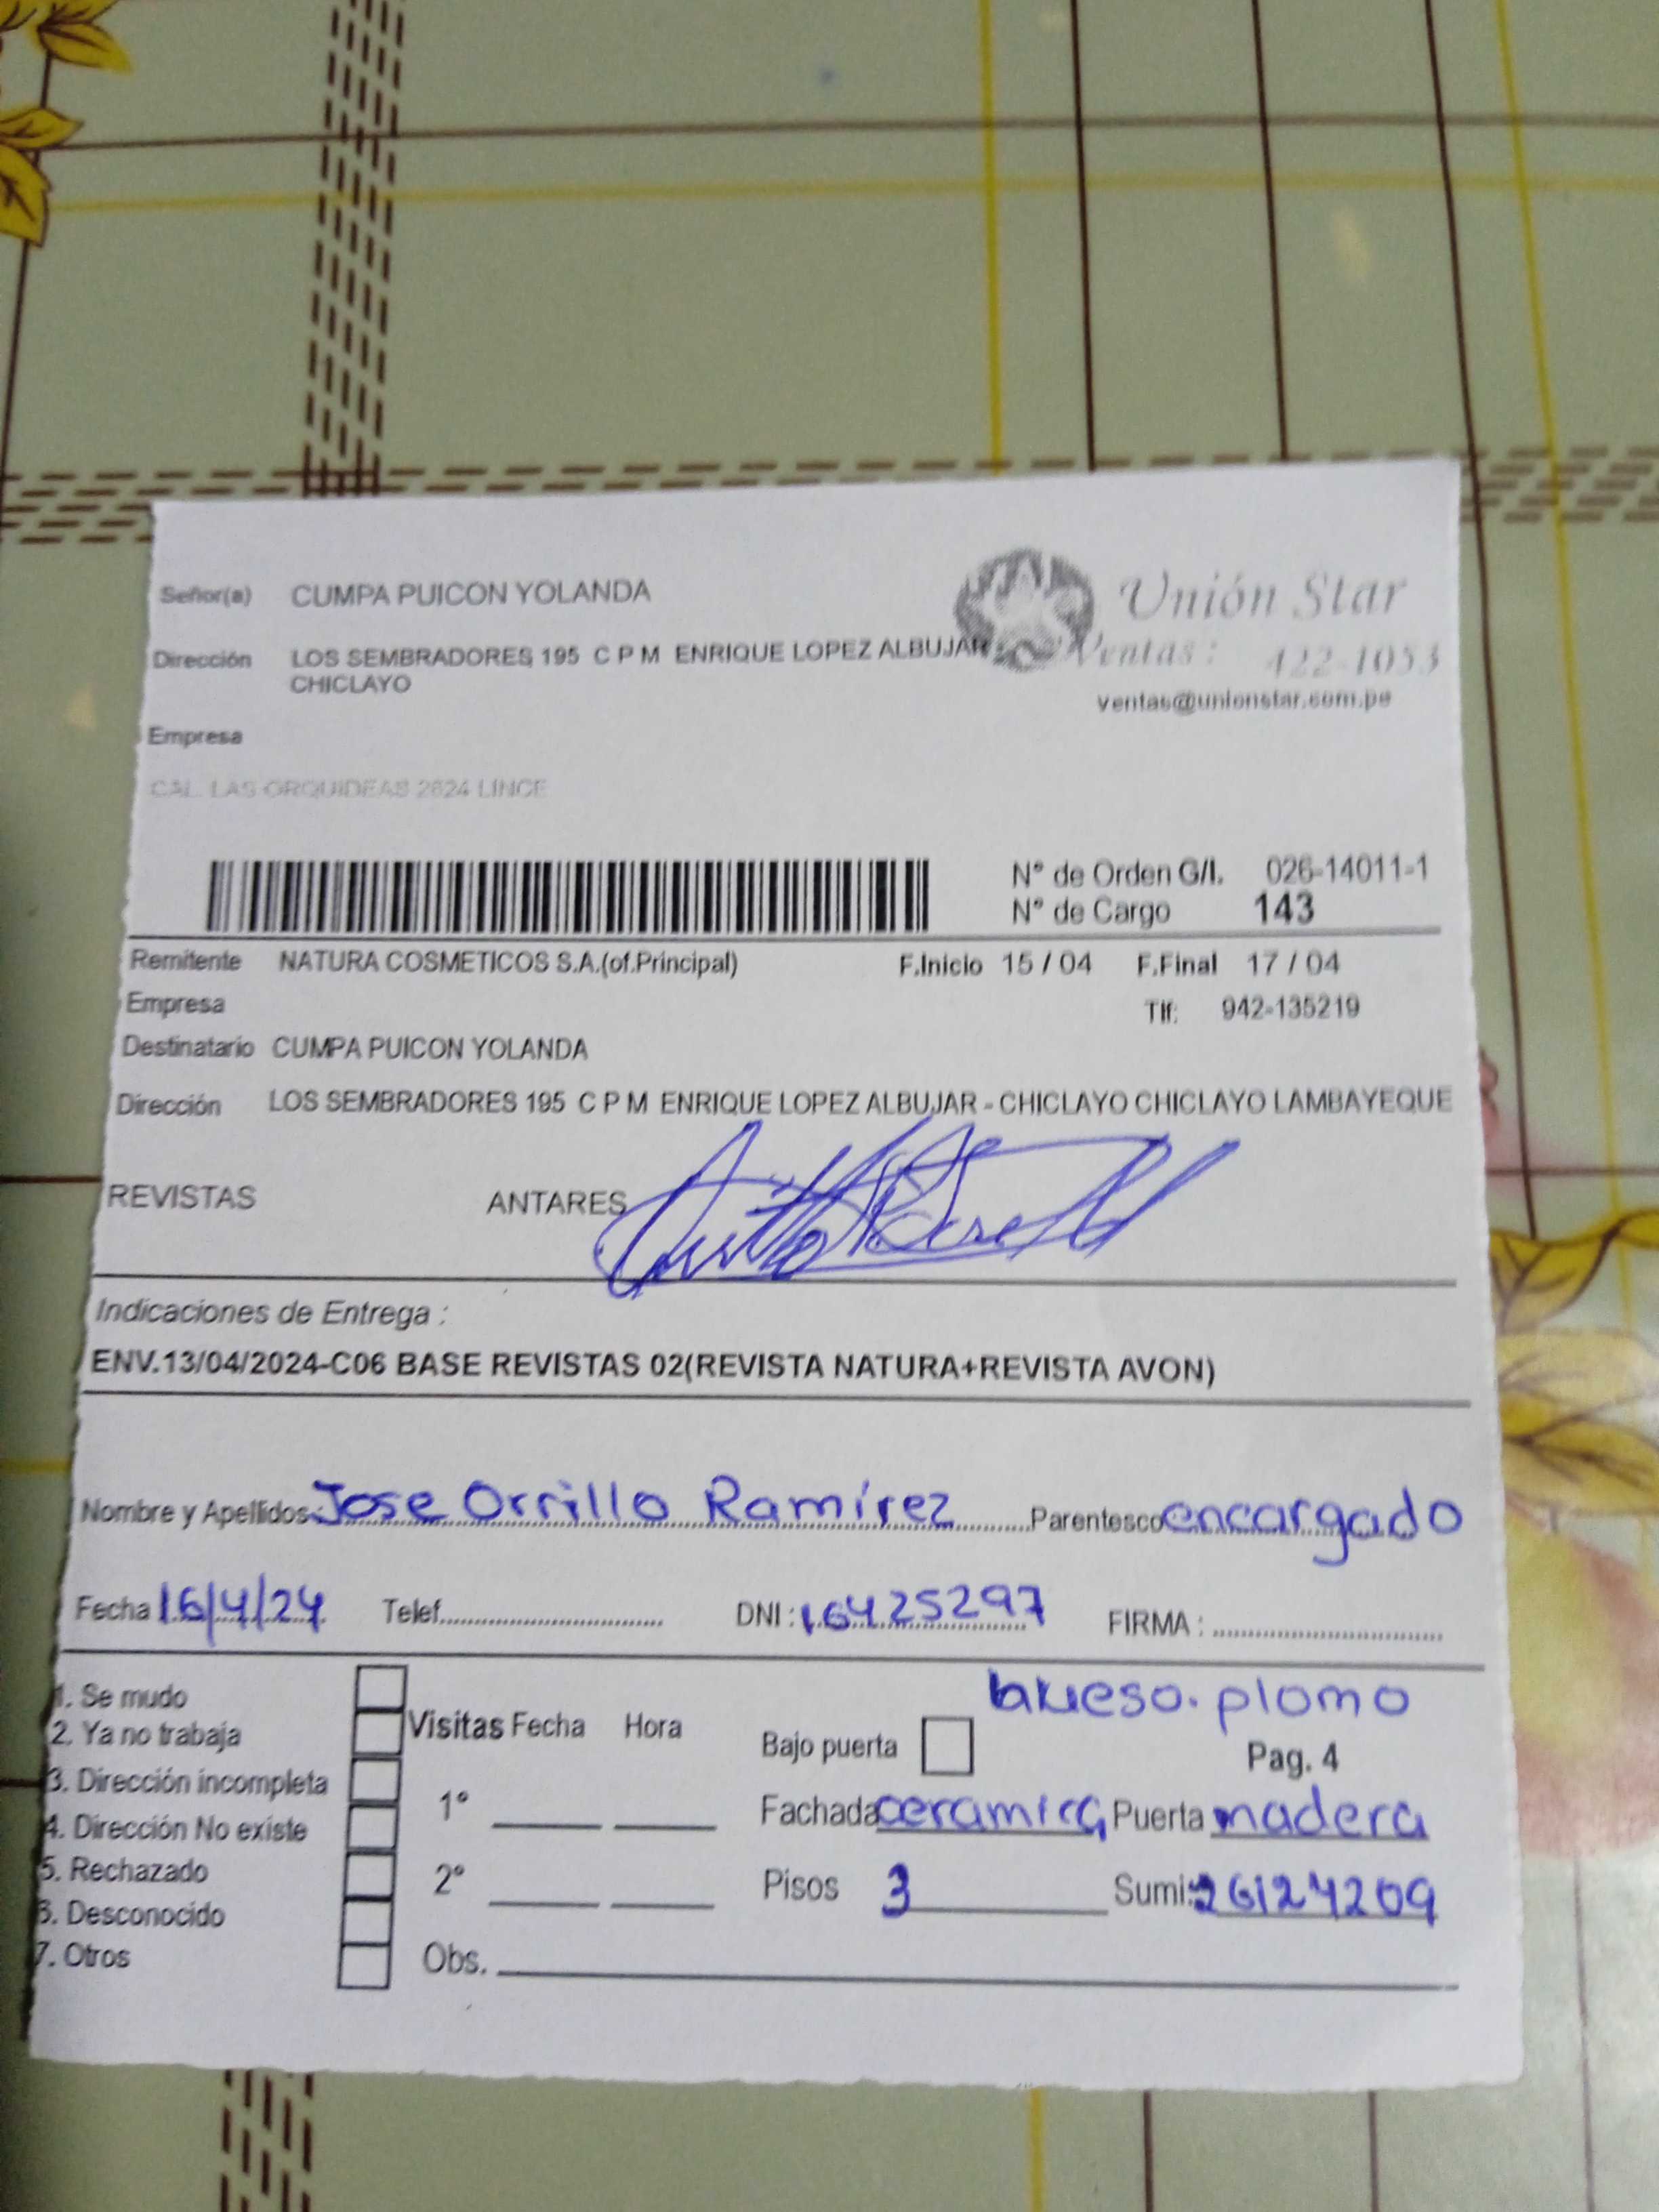 Señor(a) CUMPA PUICON YOLANDA
Unión Star
Dirección LOS SEMBRADORES 195 C P M ENRIQUE LOPEZ ALBUJAR
CHICLAYO
Ventas: 422-1053
ventas@unionstar.com.pe
Empresa
CAL. LAS ORQUIDEAS 2624 LINCE
N° de Orden G/I. 026-14011-1
N° de Cargo 143
Remitente NATURA COSMETICOS S.A.(of.Principal) F.Inicio 15 / 04 F.Final 17 / 04
Empresa Tlf: 942-135219
Destinatario CUMPA PUICON YOLANDA
Dirección LOS SEMBRADORES 195 C P M ENRIQUE LOPEZ ALBUJAR - CHICLAYO CHICLAYO LAMBAYEQUE
REVISTAS ANTARES
Indicaciones de Entrega :
ENV.13/04/2024-C06 BASE REVISTAS 02(REVISTA NATURA+REVISTA AVON)
Nombre y Apellidos: Jose Orrillo Ramírez Parentesco encargado
Fecha 16/4/24 Telef. DNI : 16425297 FIRMA :
plomo
1. Se mudo
2. Ya no trabaja
3. Dirección incompleta
4. Dirección No existe
5. Rechazado
6. Desconocido
7. Otros
Visitas Fecha Hora
1°
2°
Obs.
Bajo puerta
Pag. 4
Fachada ceramica Puerta madera
Pisos 3 Sumi: 26124209